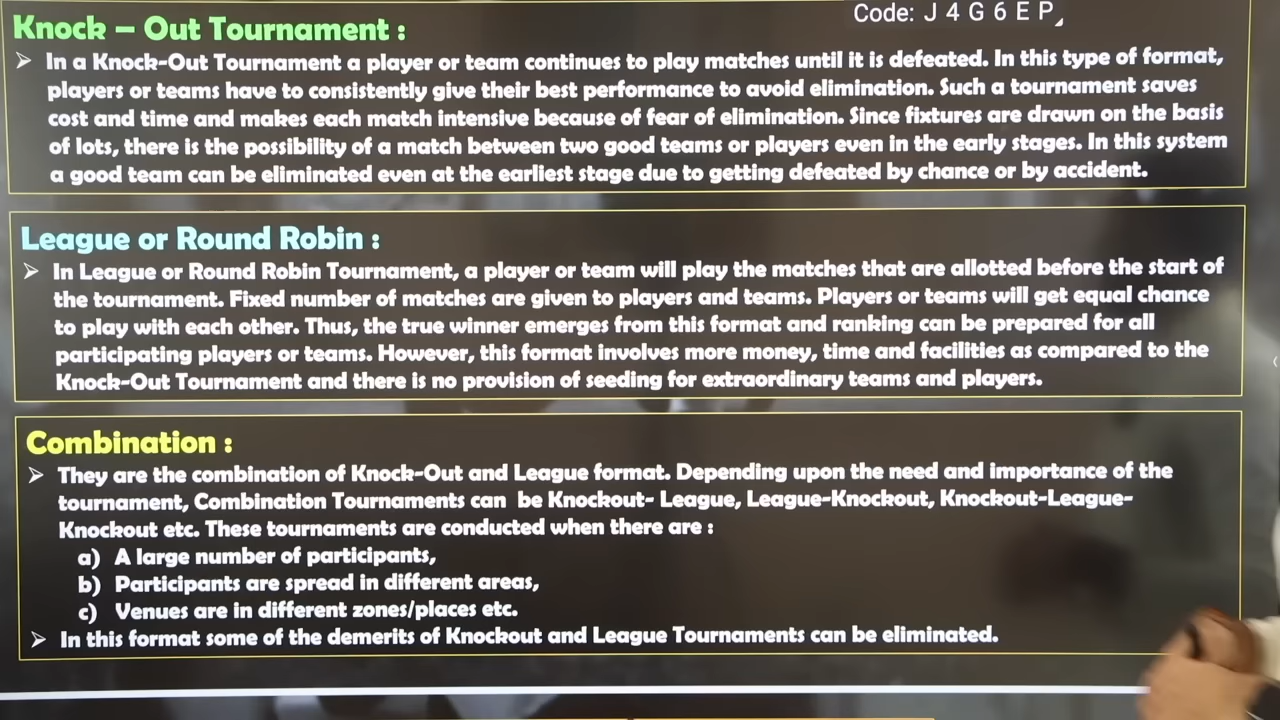 Code: J 4 G 6 E P
Knock – Out Tournament :
➢ In a Knock-Out Tournament a player or team continues to play matches until it is defeated. In this type of format,
players or teams have to consistently give their best performance to avoid elimination. Such a tournament saves
cost and time and makes each match intensive because of fear of elimination. Since fixtures are drawn on the basis
of lots, there is the possibility of a match between two good teams or players even in the early stages. In this system
a good team can be eliminated even at the earliest stage due to getting defeated by chance or by accident.
League or Round Robin :
➢ In League or Round Robin Tournament, a player or team will play the matches that are allotted before the start of
the tournament. Fixed number of matches are given to players and teams. Players or teams will get equal chance
to play with each other. Thus, the true winner emerges from this format and ranking can be prepared for all
participating players or teams. However, this format involves more money, time and facilities as compared to the
Knock-Out Tournament and there is no provision of seeding for extraordinary teams and players.
Combination :
➢ They are the combination of Knock-Out and League format. Depending upon the need and importance of the
tournament, Combination Tournaments can be Knockout- League, League-Knockout, Knockout-League-
Knockout etc. These tournaments are conducted when there are :
a) A large number of participants,
b) Participants are spread in different areas,
c) Venues are in different zones/places etc.
➢ In this format some of the demerits of Knockout and League Tournaments can be eliminated.